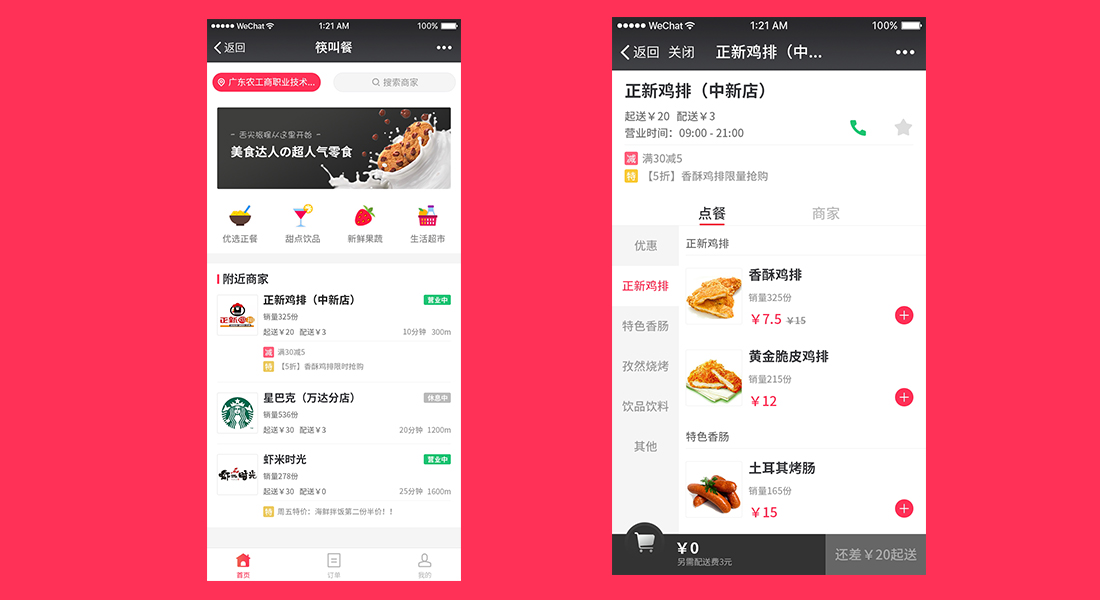 WeChat 1:21 AM 100%
返回 筷叫餐
广东农工商职业技术... 搜索商家
- 舌尖旅程从这里开始 -
美食达人の超人气零食
优选正餐 甜点饮品 新鲜果蔬 生活超市
附近商家
正新鸡排（中新店） 营业中
销量325份
起送￥20 配送￥3 10分钟 300m
减 满30减5
特 【5折】香酥鸡排限时抢购
星巴克（万达分店） 休息中
销量536份
起送￥30 配送￥3 20分钟 1200m
虾米时光 营业中
销量278份
起送￥30 配送￥0 25分钟 1600m
特 周五特价：海鲜拌饭第二份半价！！
首页 订单 我的
WeChat 1:21 AM 100%
返回 关闭 正新鸡排（中...
正新鸡排（中新店）
起送￥20 配送￥3
营业时间：09:00 - 21:00
减 满30减5
特 【5折】香酥鸡排限量抢购
点餐 商家
优惠
正新鸡排
特色香肠
孜然烧烤
饮品饮料
其他
正新鸡排
香酥鸡排
销量325份
￥7.5 ￥15
黄金脆皮鸡排
销量215份
￥12
特色香肠
土耳其烤肠
销量165份
￥15
￥0
另需配送费3元
还差￥20起送